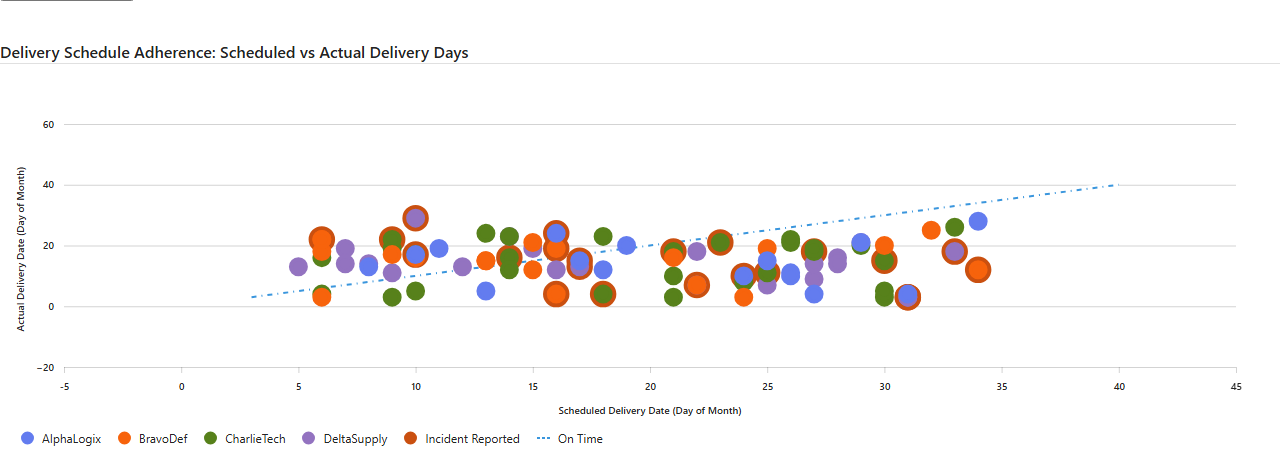 Delivery Schedule Adherence: Scheduled vs Actual Delivery Days
60
40
20
0
−20
Actual Delivery Date (Day of Month)
-5 0 5 10 15 20 25 30 35 40 45
Scheduled Delivery Date (Day of Month)
AlphaLogix BravoDef CharlieTech DeltaSupply Incident Reported On Time